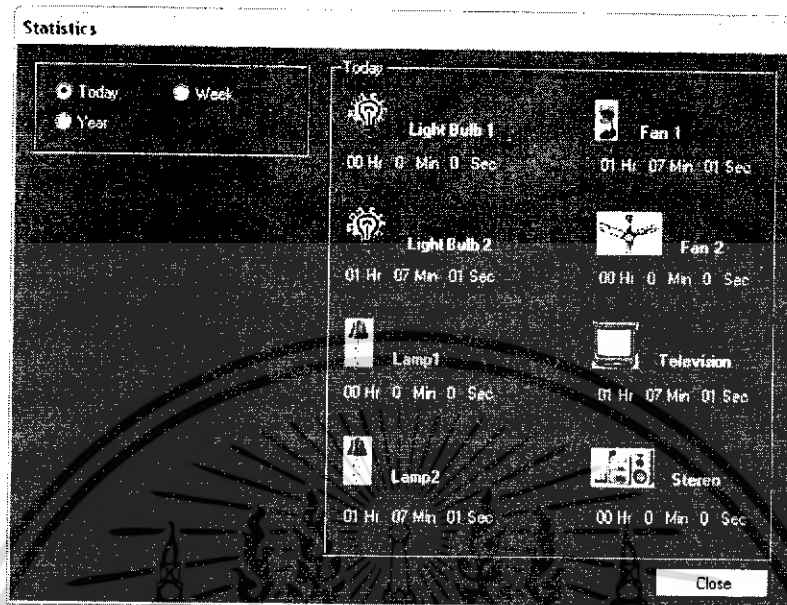 Statistics
Today Week
Year
Today
Light Bulb 1
00 Hr 0 Min 0 Sec
Fan 1
01 Hr 07 Min 01 Sec
Light Bulb 2
01 Hr 07 Min 01 Sec
Fan 2
00 Hr 0 Min 0 Sec
Lamp1
00 Hr 0 Min 0 Sec
Television
01 Hr 07 Min 01 Sec
Lamp2
01 Hr 07 Min 01 Sec
Stereo
00 Hr 0 Min 0 Sec
Close